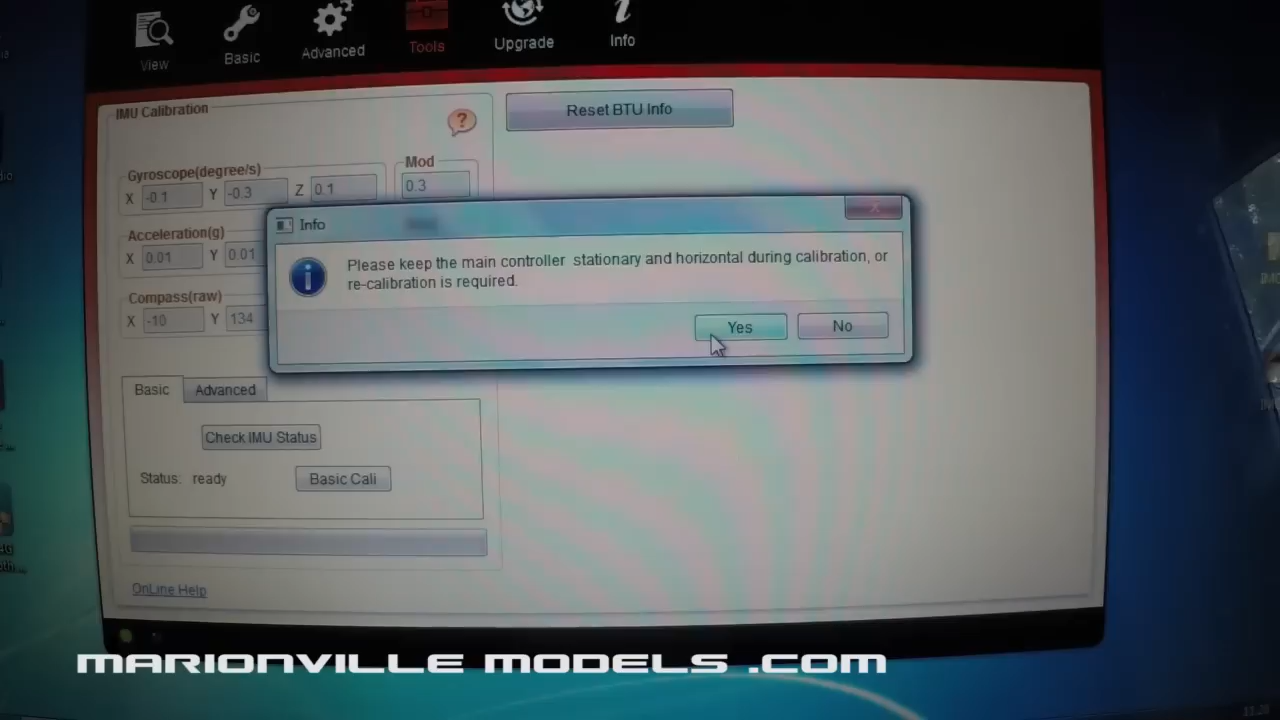 View
Basic
Advanced
Tools
Upgrade
Info
IMU Calibration
?
Reset BTU Info
Gyroscope(degree/s)
Mod
X -0.1 Y -0.3 Z 0.1
0.3
Acceleration(g)
X 0.01 Y 0.01
Compass(raw)
X -10 Y 134
Info
X
Please keep the main controller stationary and horizontal during calibration, or
re-calibration is required.
Yes
No
Basic
Advanced
Check IMU Status
Status: ready
Basic Cali
OnLine Help
MARIONVILLE MODELS .COM